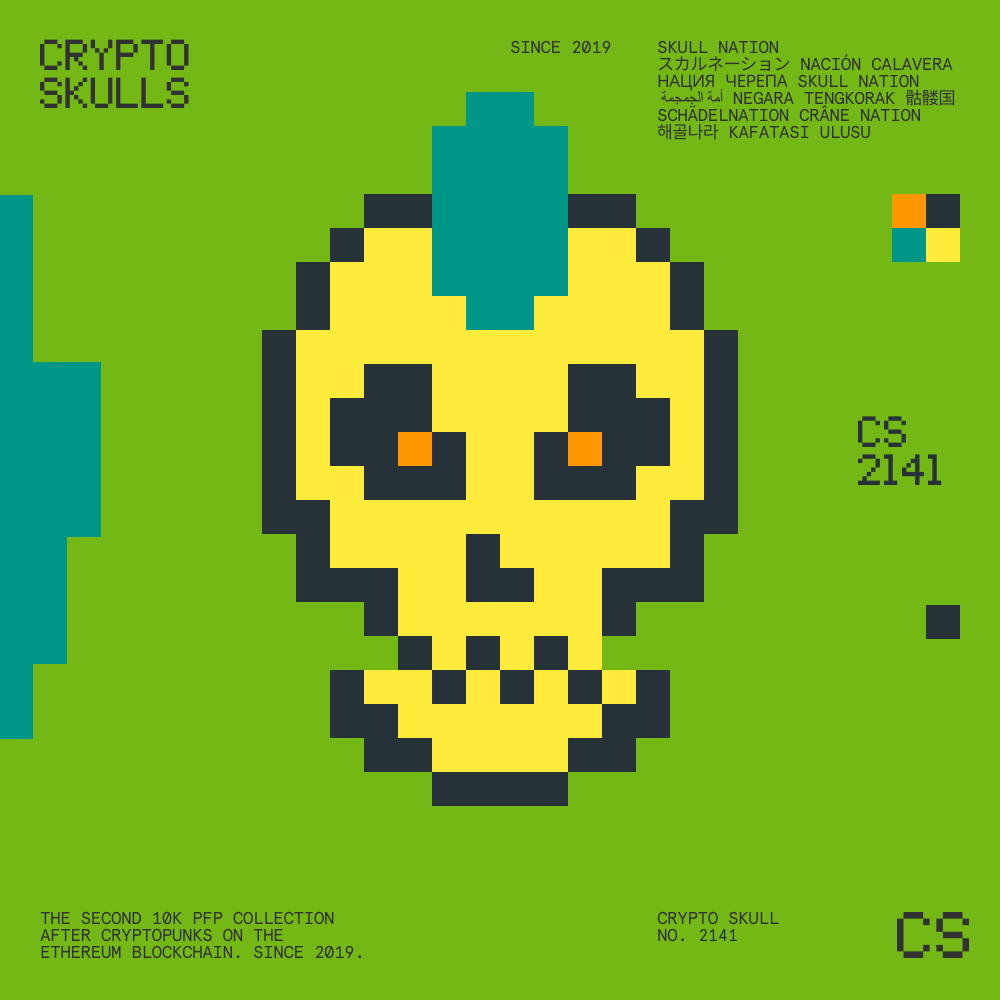 CRYPTO
SKULLS
SINCE 2019
SKULL NATION
スカルネーション NACIÓN CALAVERA
НАЦИЯ ЧЕРЕПА SKULL NATION
أمة الجمجمة NEGARA TENGKORAK 骷髅国
SCHÄDELNATION CRÂNE NATION
해골나라 KAFATASI ULUSU
CS
2141
THE SECOND 10K PFP COLLECTION
AFTER CRYPTOPUNKS ON THE
ETHEREUM BLOCKCHAIN. SINCE 2019.
CRYPTO SKULL
NO. 2141
CS